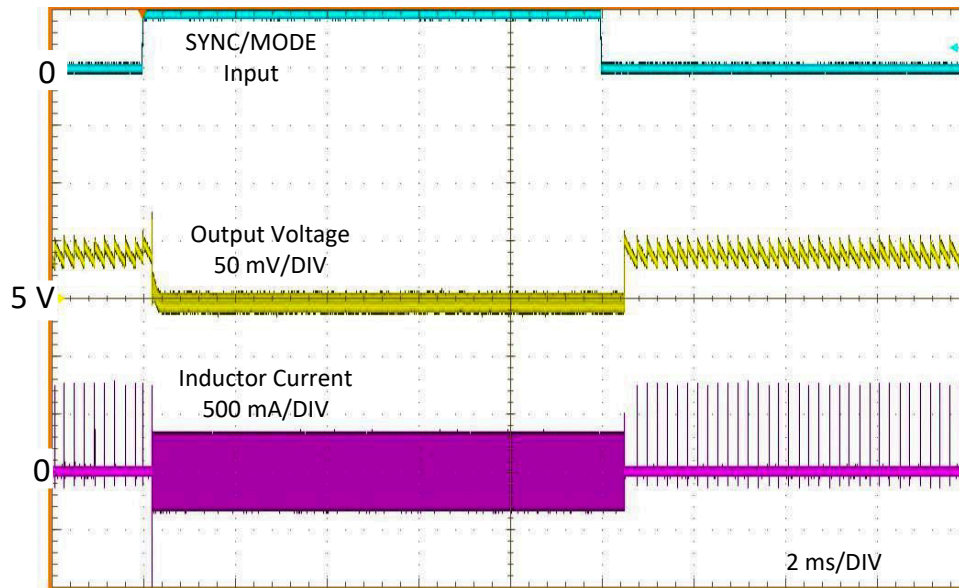 SYNC/MODE
Input
0
Output Voltage
50 mV/DIV
5 V
Inductor Current
500 mA/DIV
0
2 ms/DIV